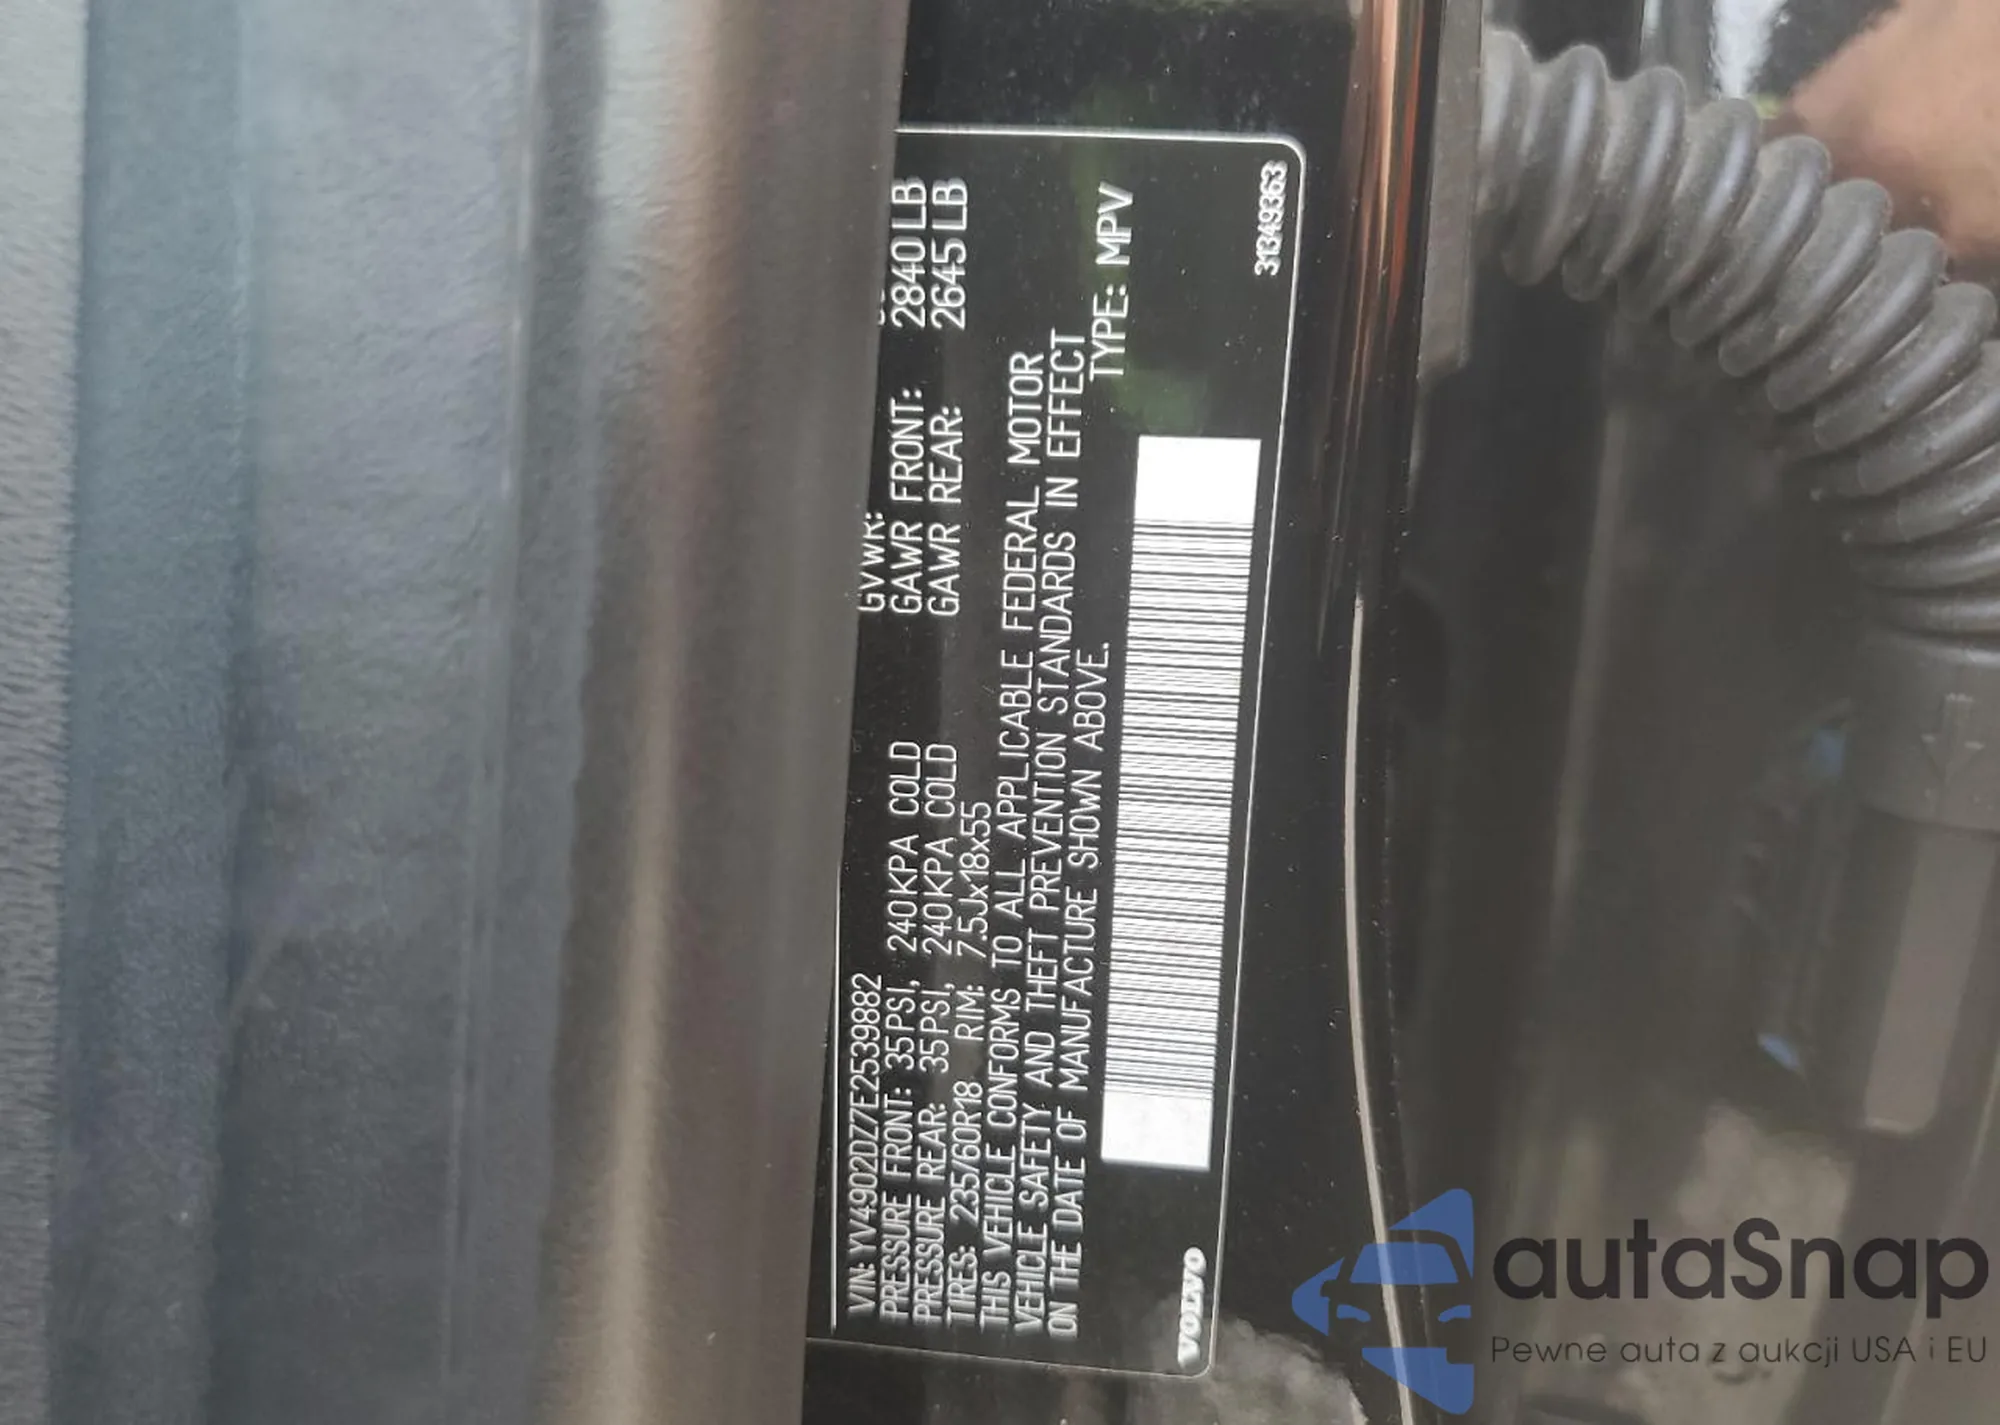 VIN: YV4902DZ7E2539882
GVWR:
PRESSURE FRONT: 35PSI, 240KPA COLD GAWR FRONT: 2840LB
PRESSURE REAR: 35PSI, 240KPA COLD GAWR REAR: 2645LB
TIRES: 235/60R18 RIM: 7.5Jx18x55
THIS VEHICLE CONFORMS TO ALL APPLICABLE FEDERAL MOTOR
VEHICLE SAFETY AND THEFT PREVENTION STANDARDS IN EFFECT
ON THE DATE OF MANUFACTURE SHOWN ABOVE.
TYPE: MPV
VOLVO
31349363
autaSnap
Pewne auta z aukcji USA i EU